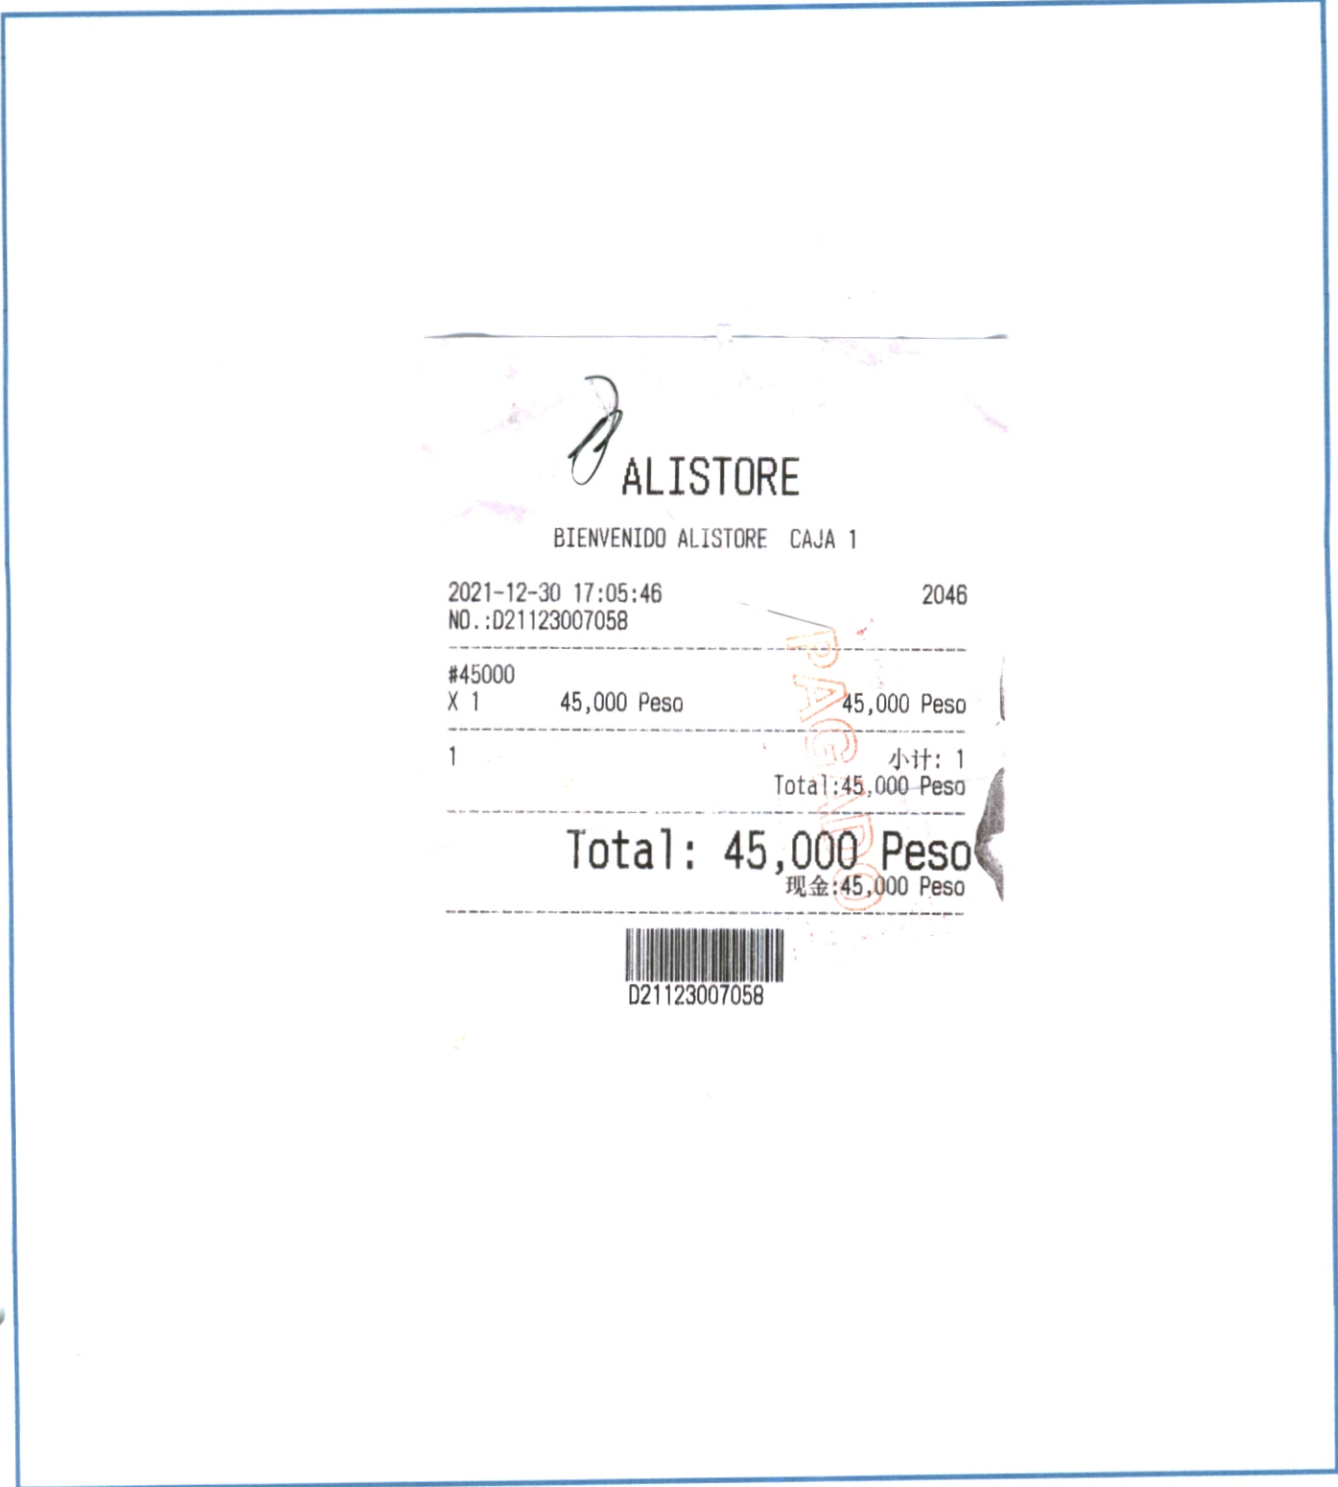 ALISTORE
BIENVENIDO ALISTORE CAJA 1
2021-12-30 17:05:46 2046
NO.:D21123007058
#45000
X 1 45,000 Peso 45,000 Peso
1 小计: 1
Total:45,000 Peso
Total: 45,000 Peso
现金:45,000 Peso
D21123007058
PAGADO